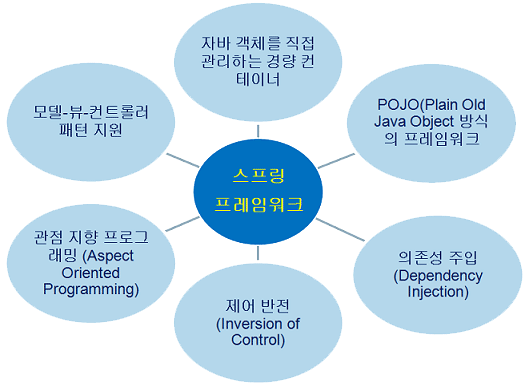 자바 객체를 직접
관리하는 경량 컨
테이너
POJO(Plain Old
Java Object 방식
의 프레임워크
의존성 주입
(Dependency
Injection)
제어 반전
(Inversion of
Control)
관점 지향 프로그
래밍 (Aspect
Oriented
Programming)
모델-뷰-컨트롤러
패턴 지원
스프링
프레임워크